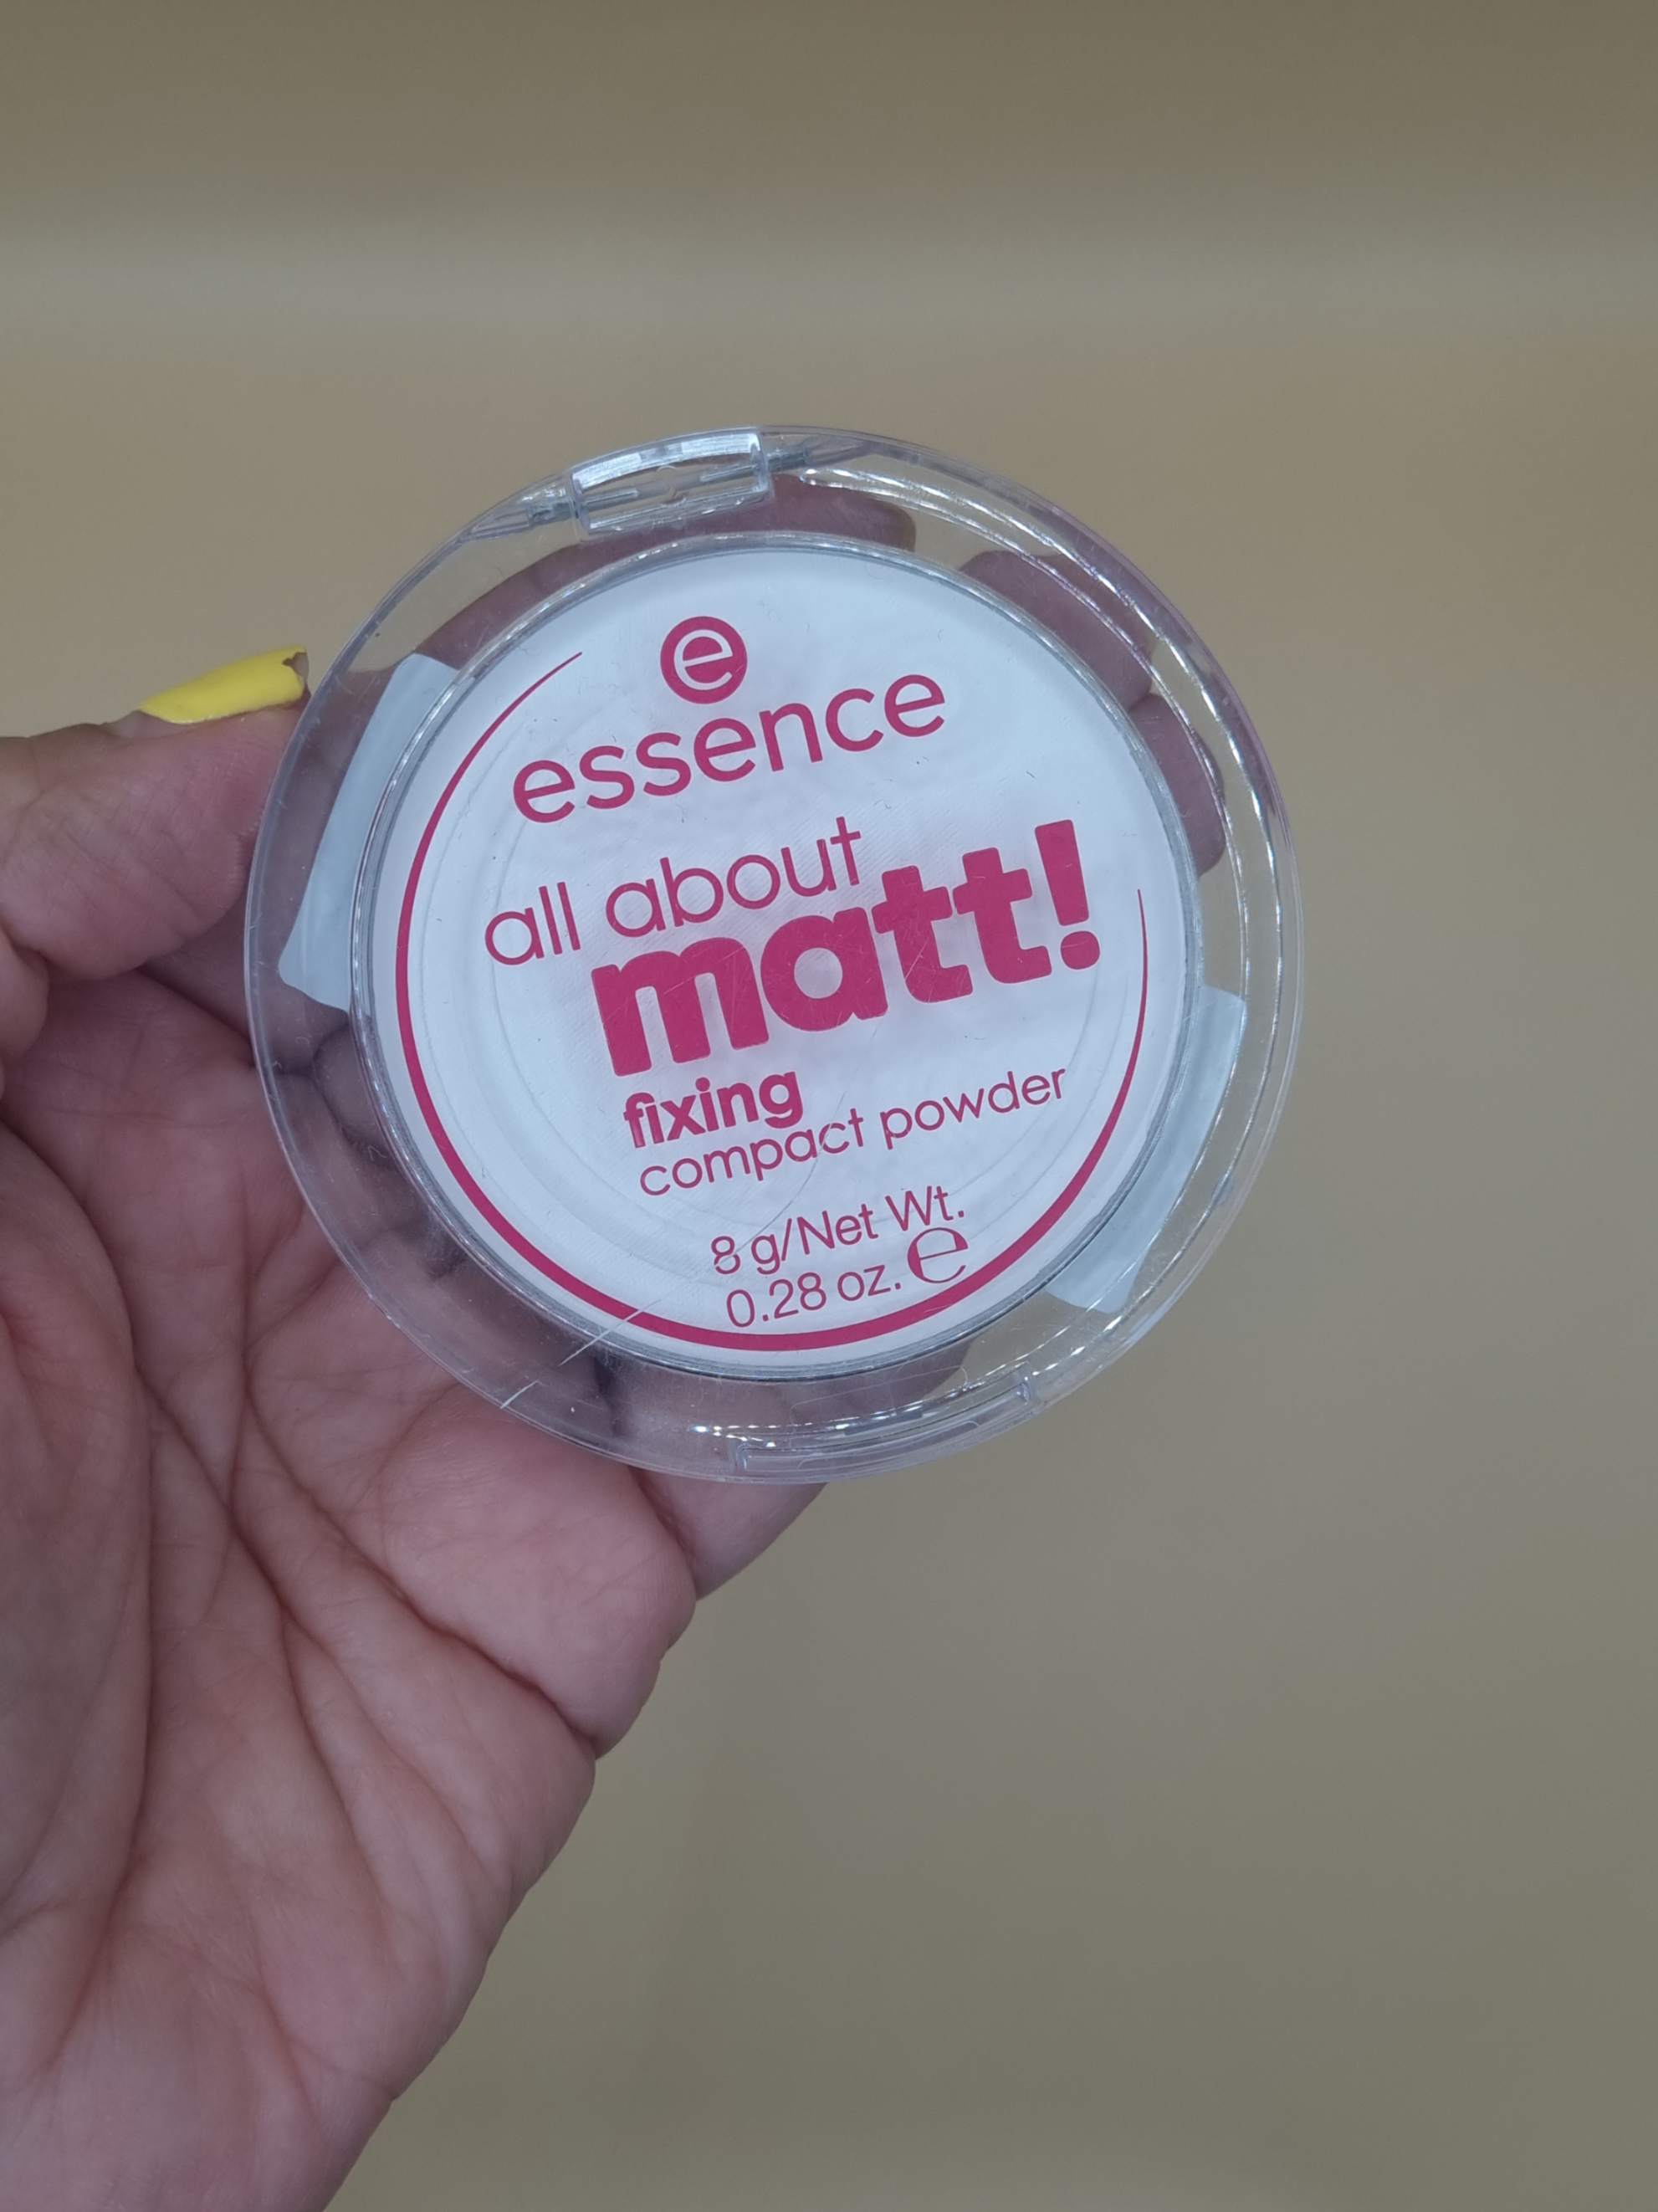 e
essence
all about
matt!
fixing
compact powder
8 g/Net Wt.
0.28 oz. ℮